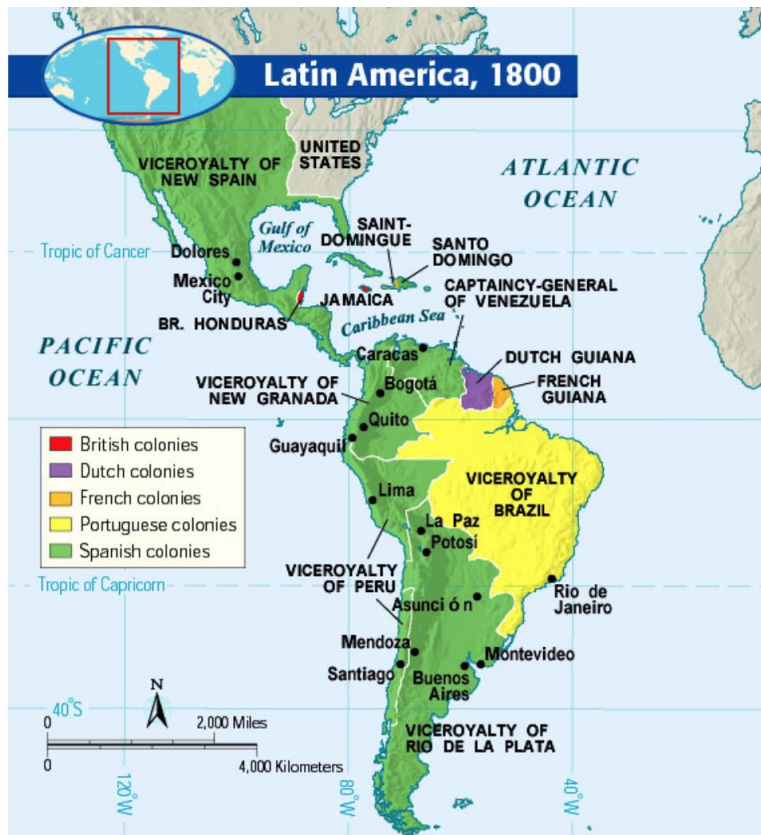 Latin America, 1800
UNITED
STATES
VICEROYALTY OF
NEW SPAIN
ATLANTIC
OCEAN
Gulf of
Mexico
SAINT-
DOMINGUE
SANTO
DOMINGO
Tropic of Cancer
Dolores
Mexico
City
JAMAICA
CAPTAINCY-GENERAL
OF VENEZUELA
BR. HONDURAS
Caribbean Sea
PACIFIC
OCEAN
Caracas
DUTCH GUIANA
FRENCH
GUIANA
VICEROYALTY OF
NEW GRANADA
Bogotá
Quito
Guayaquil
British colonies
Dutch colonies
French colonies
Portuguese colonies
Spanish colonies
VICEROYALTY
OF
BRAZIL
Lima
La Paz
Potosí
VICEROYALTY
OF PERU
Tropic of Capricorn
Asunci ó n
Rio de
Janeiro
Mendoza
Santiago
Montevideo
Buenos
Aires
N
40°S
0 2,000 Miles
0 4,000 Kilometers
VICEROYALTY OF
RIO DE LA PLATA
120°W
80°W
40°W